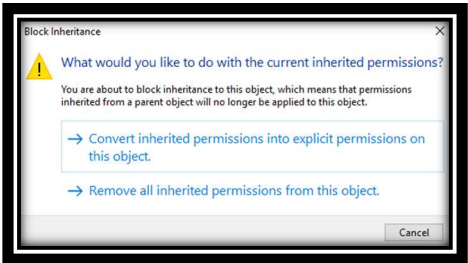 Block Inheritance
What would you like to do with the current inherited permissions?
You are about to block inheritance to this object, which means that permissions
inherited from a parent object will no longer be applied to this object.
→ Convert inherited permissions into explicit permissions on
this object.
→ Remove all inherited permissions from this object.
Cancel